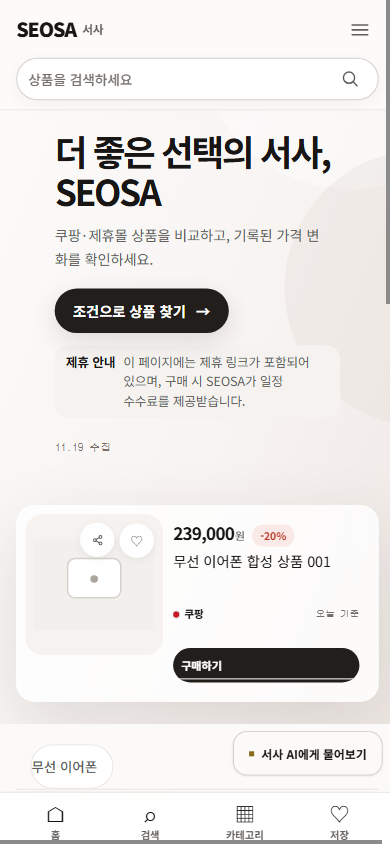 SEOSA 서사
상품을 검색하세요
더 좋은 선택의 서사,
SEOSA
쿠팡·제휴몰 상품을 비교하고, 기록된 가격 변
화를 확인하세요.
조건으로 상품 찾기 →
제휴 안내 이 페이지에는 제휴 링크가 포함되어
있으며, 구매 시 SEOSA가 일정
수수료를 제공받습니다.
11.19 수집
239,000원 -20%
무선 이어폰 합성 상품 001
쿠팡 오늘 기준
구매하기
무선 이어폰
서사 AI에게 물어보기
홈 검색 카테고리 저장